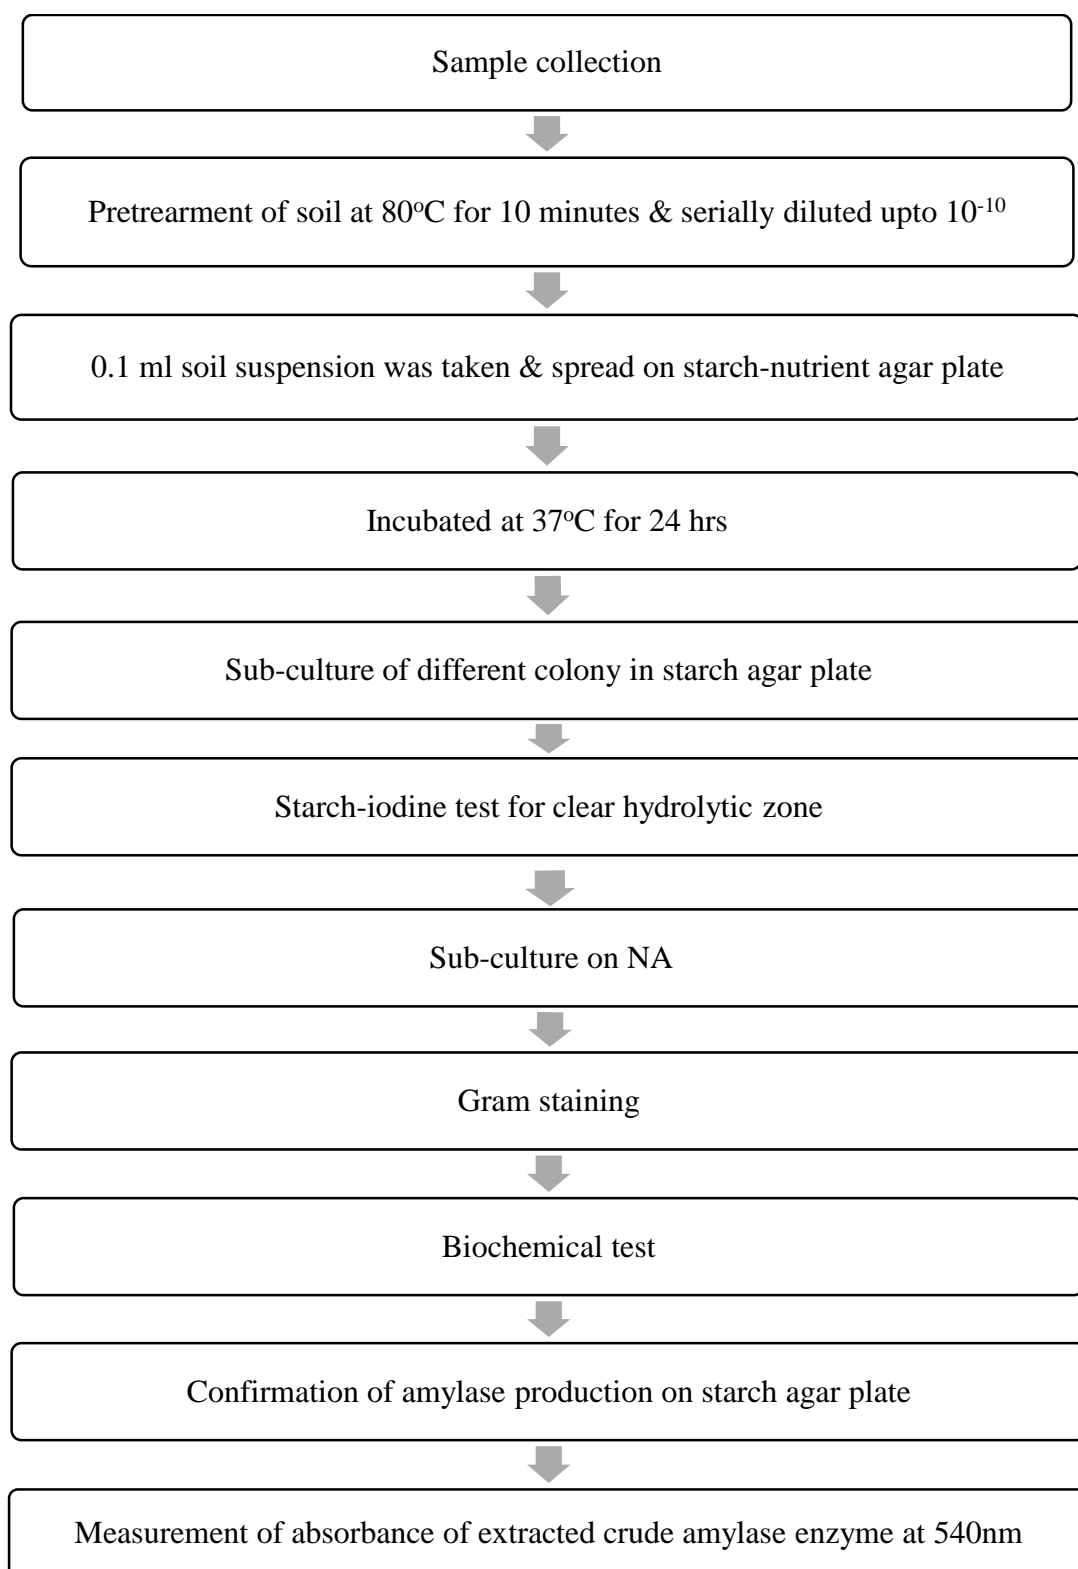 Sample collection
Pretrearment of soil at 80°C for 10 minutes & serially diluted upto 10⁻¹⁰
0.1 ml soil suspension was taken & spread on starch-nutrient agar plate
Incubated at 37°C for 24 hrs
Sub-culture of different colony in starch agar plate
Starch-iodine test for clear hydrolytic zone
Sub-culture on NA
Gram staining
Biochemical test
Confirmation of amylase production on starch agar plate
Measurement of absorbance of extracted crude amylase enzyme at 540nm